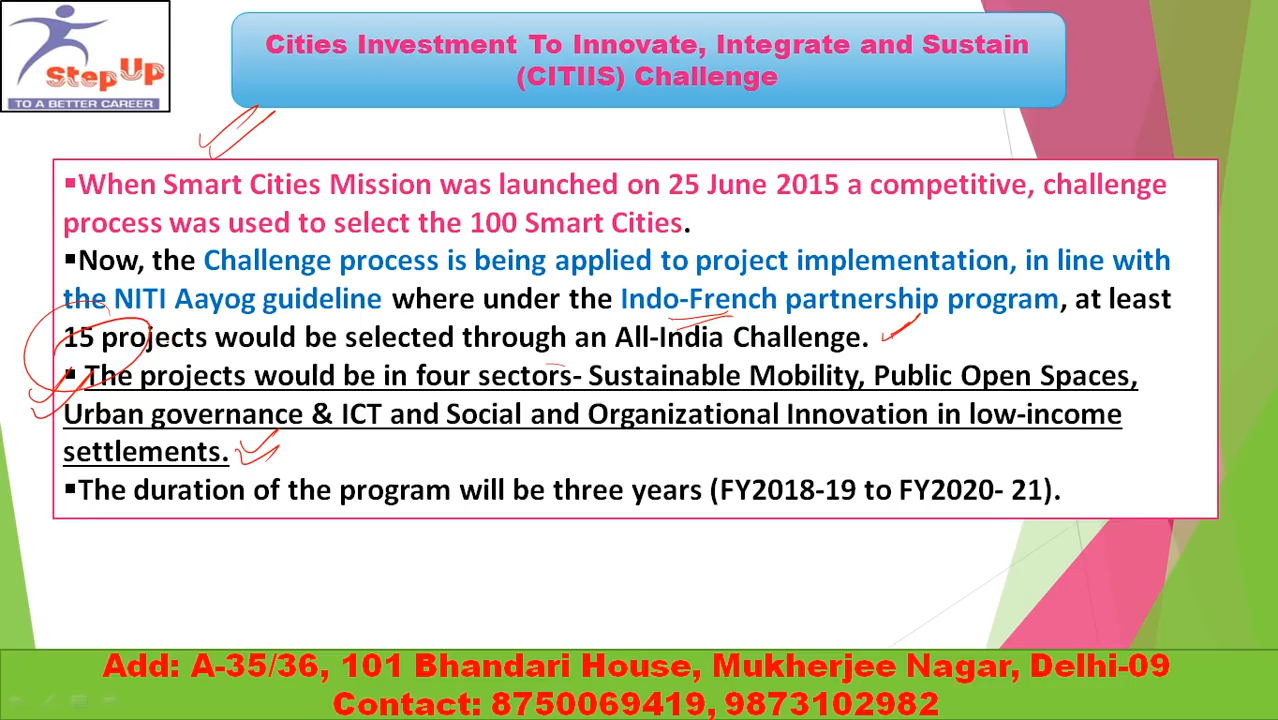 Step Up
TO A BETTER CAREER
Cities Investment To Innovate, Integrate and Sustain
(CITIIS) Challenge
▪When Smart Cities Mission was launched on 25 June 2015 a competitive, challenge
process was used to select the 100 Smart Cities.
▪Now, the Challenge process is being applied to project implementation, in line with
the NITI Aayog guideline where under the Indo-French partnership program, at least
15 projects would be selected through an All-India Challenge.
▪ The projects would be in four sectors- Sustainable Mobility, Public Open Spaces,
Urban governance & ICT and Social and Organizational Innovation in low-income
settlements.
▪The duration of the program will be three years (FY2018-19 to FY2020- 21).
Add: A-35/36, 101 Bhandari House, Mukherjee Nagar, Delhi-09
Contact: 8750069419, 9873102982